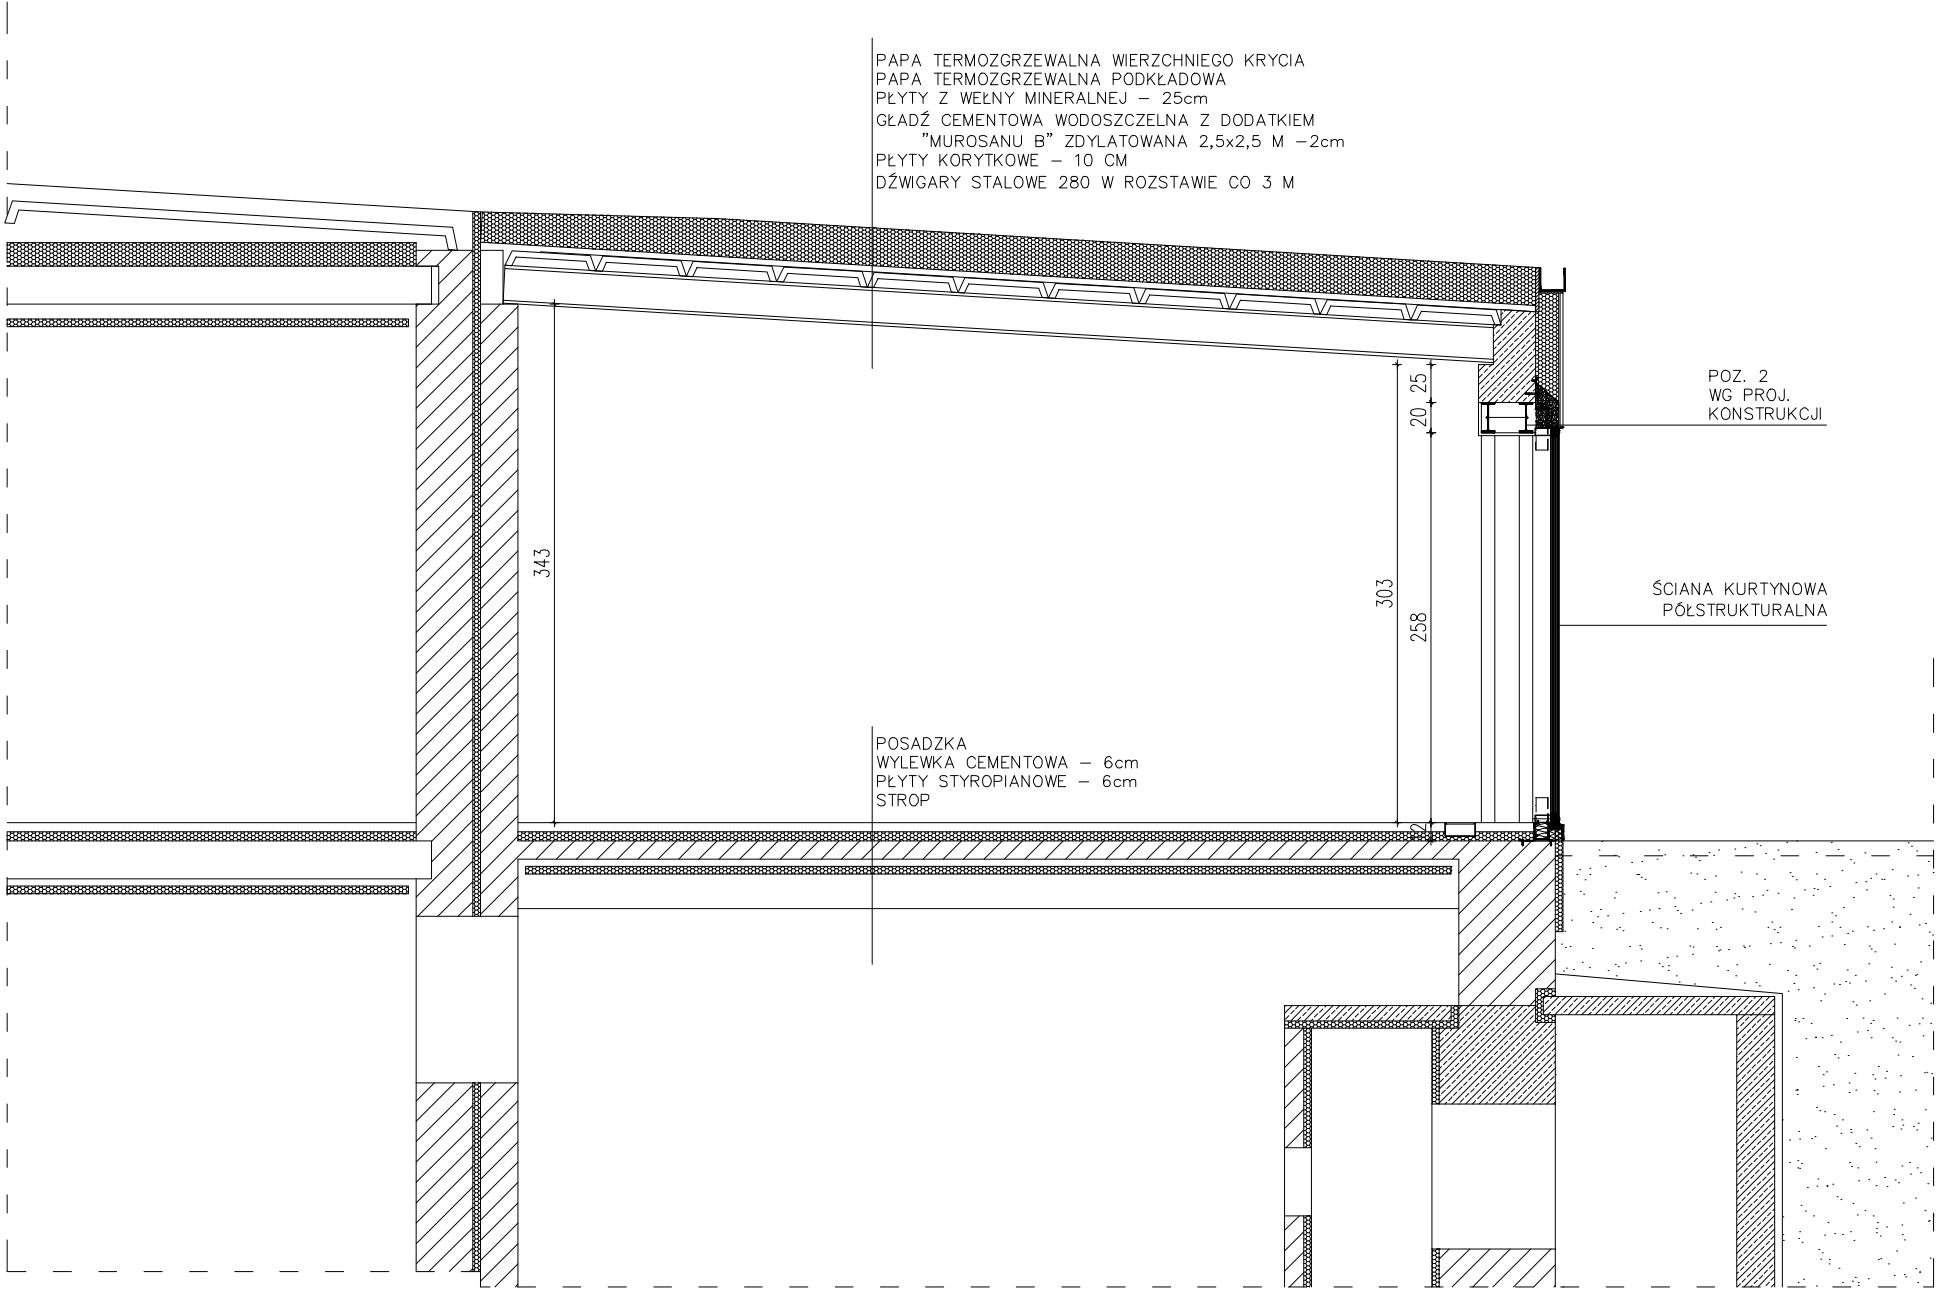 PAPA TERMOZGRZEWALNA WIERZCHNIEGO KRYCIA
PAPA TERMOZGRZEWALNA PODKŁADOWA
PŁYTY Z WEŁNY MINERALNEJ – 25cm
GŁADŹ CEMENTOWA WODOSZCZELNA Z DODATKIEM
"MUROSANU B" ZDYLATOWANA 2,5x2,5 M –2cm
PŁYTY KORYTKOWE – 10 CM
DŹWIGARY STALOWE 280 W ROZSTAWIE CO 3 M
POZ. 2
WG PROJ.
KONSTRUKCJI
25
20
343
303
258
ŚCIANA KURTYNOWA
PÓŁSTRUKTURALNA
POSADZKA
WYLEWKA CEMENTOWA – 6cm
PŁYTY STYROPIANOWE – 6cm
STROP
12